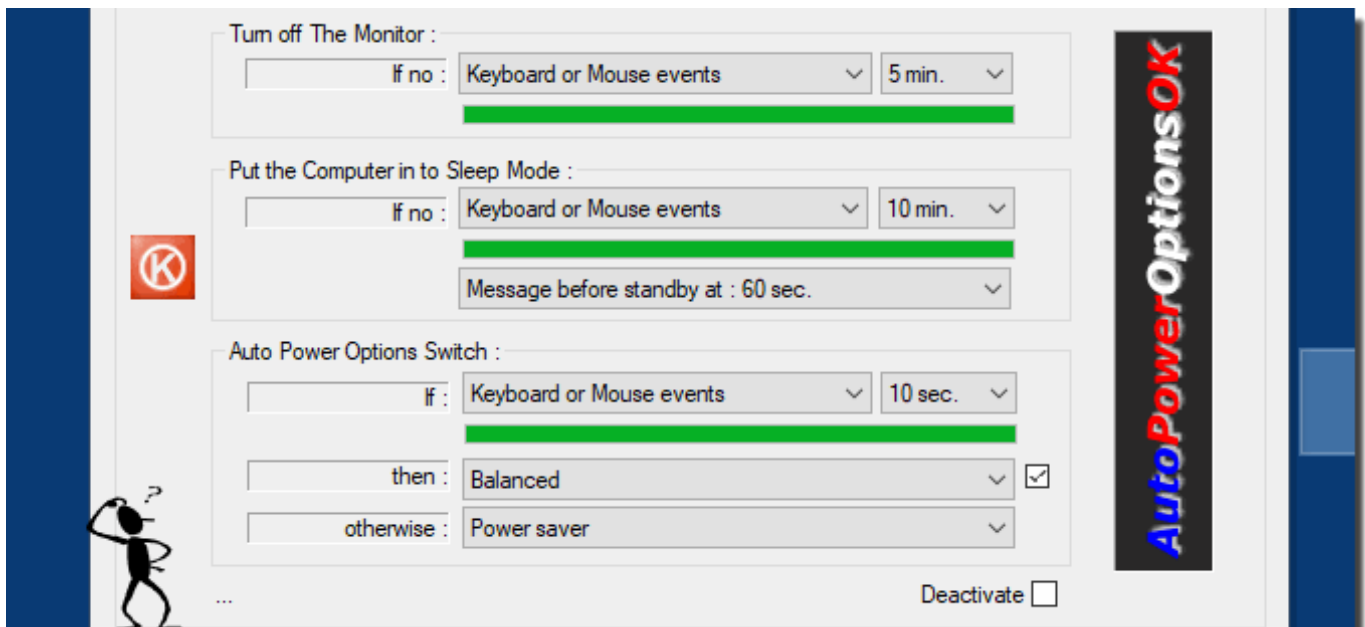 Turn off The Monitor :
If no :
Keyboard or Mouse events
5 min.
Put the Computer in to Sleep Mode :
If no :
Keyboard or Mouse events
10 min.
Message before standby at : 60 sec.
Auto Power Options Switch :
If :
Keyboard or Mouse events
10 sec.
then :
Balanced
otherwise :
Power saver
...
Deactivate
AutoPowerOptionsOK
K
?